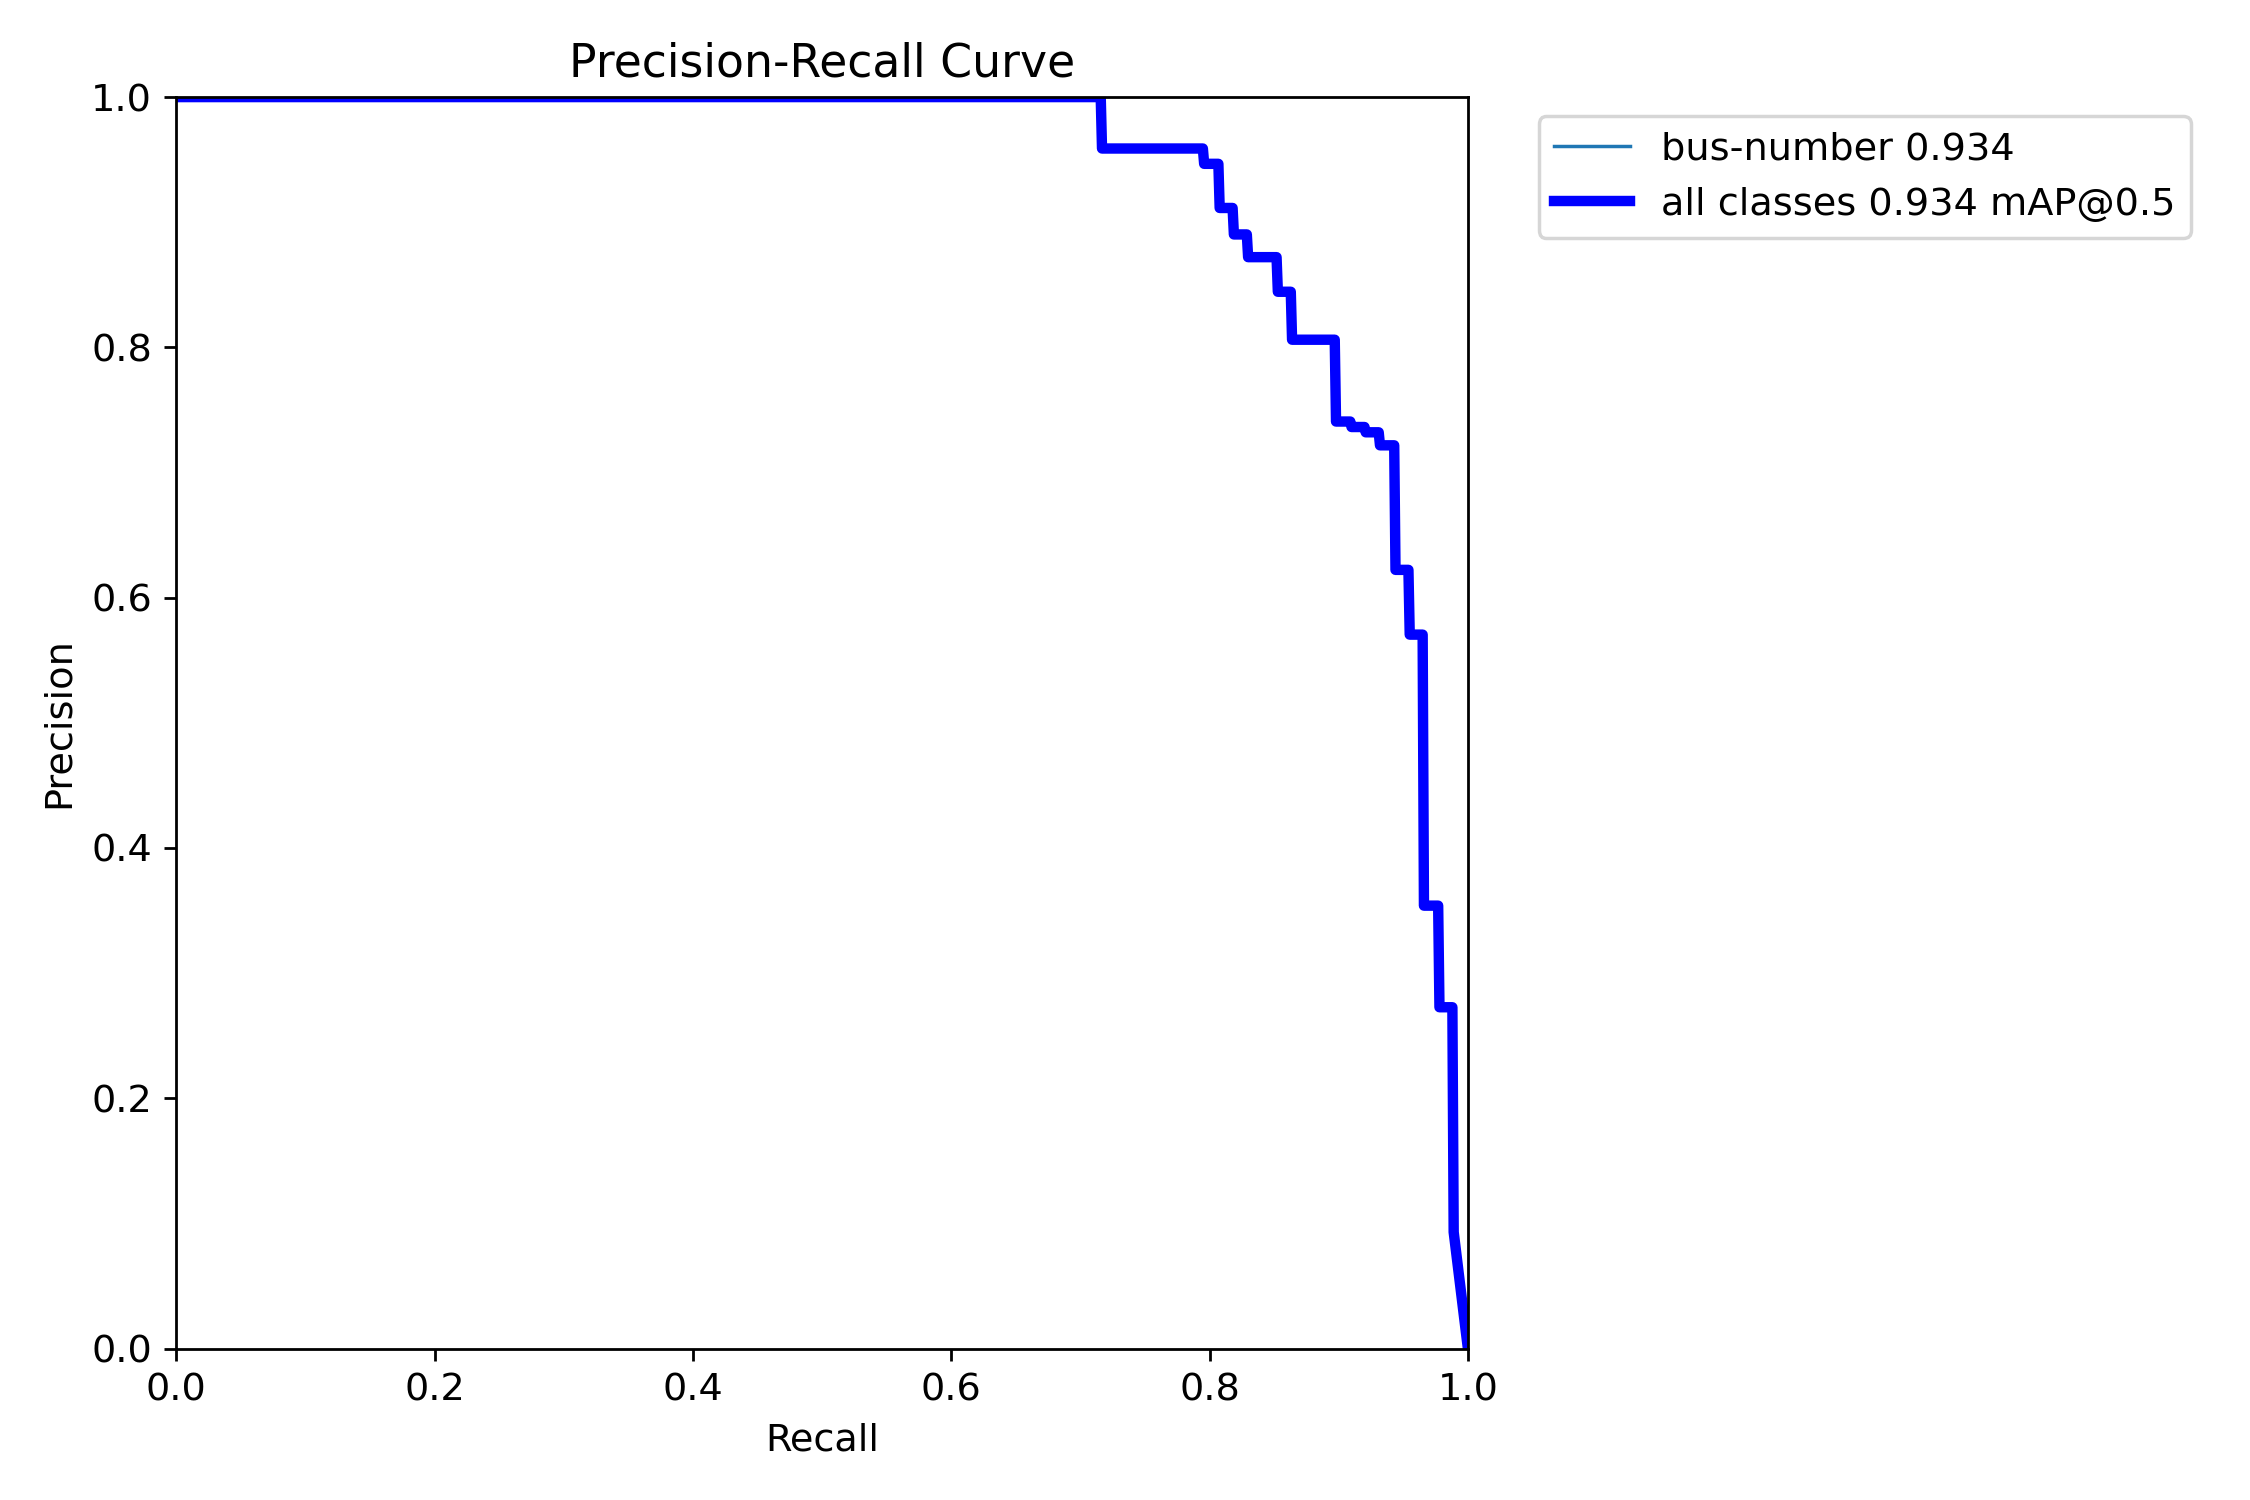 Precision-Recall Curve
1.0
0.8
0.6
0.4
0.2
0.0
Precision
0.0 0.2 0.4 0.6 0.8 1.0
Recall
bus-number 0.934
all classes 0.934 mAP@0.5